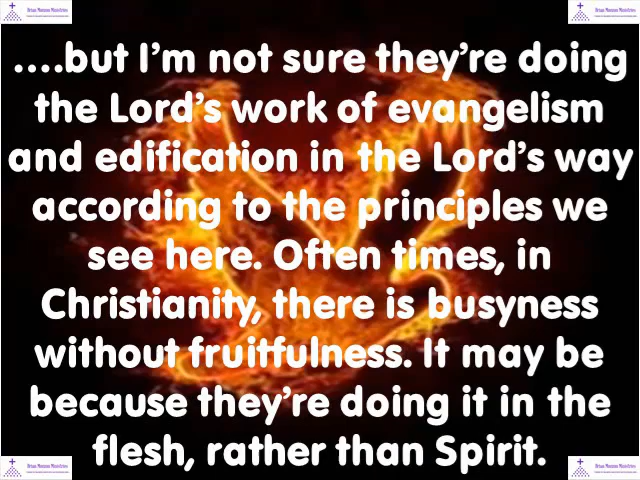 ....but I'm not sure they're doing
the Lord's work of evangelism
and edification in the Lord's way
according to the principles we
see here. Often times, in
Christianity, there is busyness
without fruitfulness. It may be
because they're doing it in the
flesh, rather than Spirit.